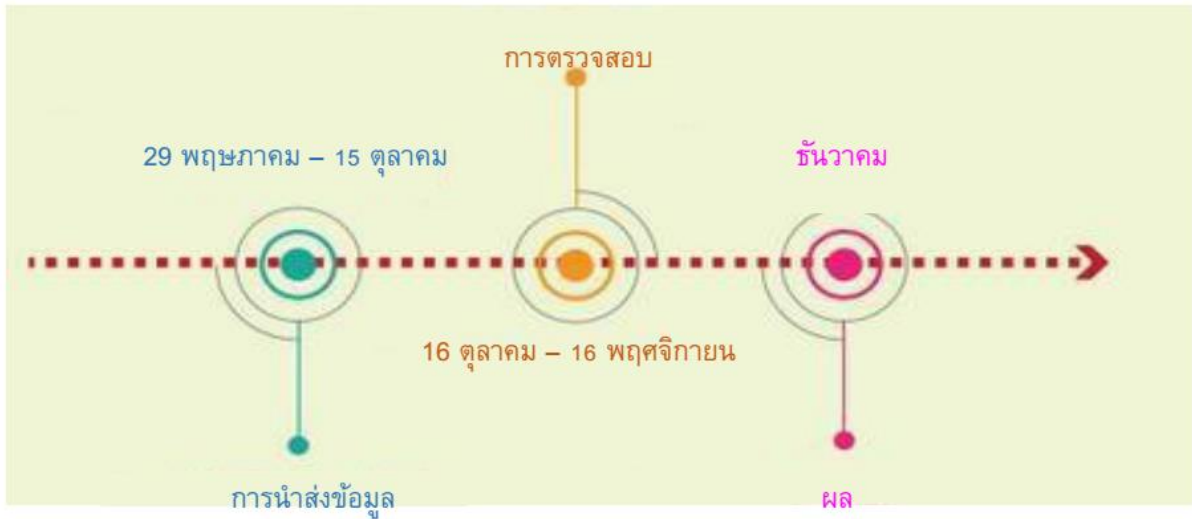 การตรวจสอบ
29 พฤษภาคม – 15 ตุลาคม
ธันวาคม
16 ตุลาคม – 16 พฤศจิกายน
การนำส่งข้อมูล
ผล